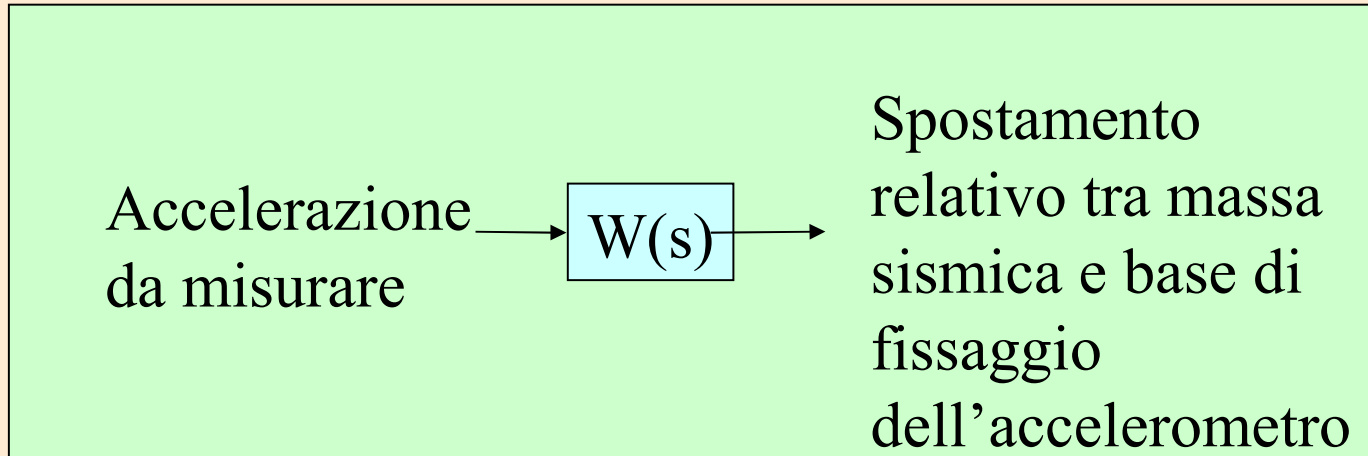 Accelerazione
da misurare
W(s)
Spostamento
relativo tra massa
sismica e base di
fissaggio
dell’accelerometro